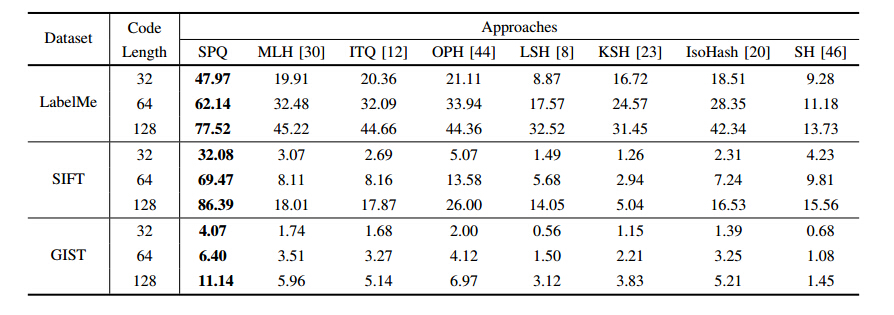 Dataset Code Length Approaches
SPQ MLH [30] ITQ [12] OPH [44] LSH [8] KSH [23] IsoHash [20] SH [46]
LabelMe 32 47.97 19.91 20.36 21.11 8.87 16.72 18.51 9.28
64 62.14 32.48 32.09 33.94 17.57 24.57 28.35 11.18
128 77.52 45.22 44.66 44.36 32.52 31.45 42.34 13.73
SIFT 32 32.08 3.07 2.69 5.07 1.49 1.26 2.31 4.23
64 69.47 8.11 8.16 13.58 5.68 2.94 7.24 9.81
128 86.39 18.01 17.87 26.00 14.05 5.04 16.53 15.56
GIST 32 4.07 1.74 1.68 2.00 0.56 1.15 1.39 0.68
64 6.40 3.51 3.27 4.12 1.50 2.21 3.25 1.08
128 11.14 5.96 5.14 6.97 3.12 3.83 5.21 1.45